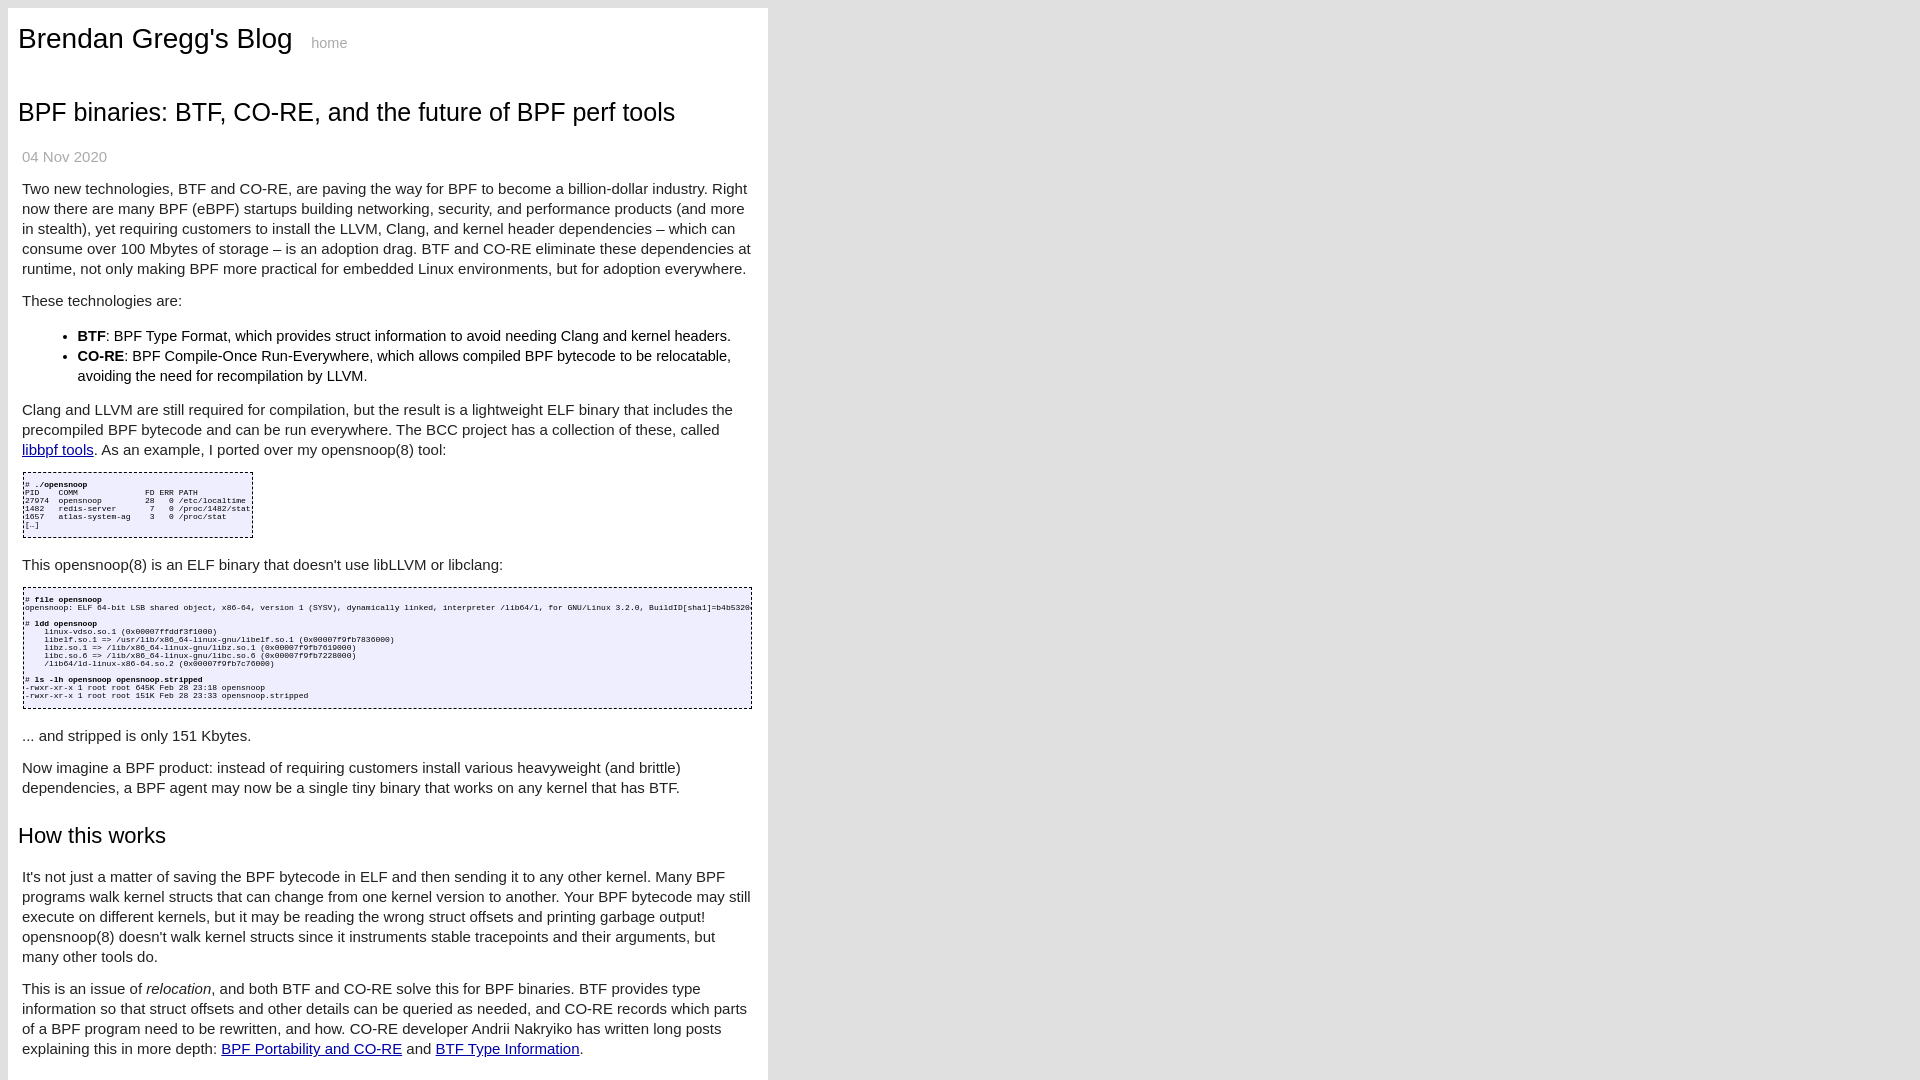 Brendan Gregg's Blog home
BPF binaries: BTF, CO-RE, and the future of BPF perf tools
04 Nov 2020
Two new technologies, BTF and CO-RE, are paving the way for BPF to become a billion-dollar industry. Right
now there are many BPF (eBPF) startups building networking, security, and performance products (and more
in stealth), yet requiring customers to install the LLVM, Clang, and kernel header dependencies – which can
consume over 100 Mbytes of storage – is an adoption drag. BTF and CO-RE eliminate these dependencies at
runtime, not only making BPF more practical for embedded Linux environments, but for adoption everywhere.
These technologies are:
• BTF: BPF Type Format, which provides struct information to avoid needing Clang and kernel headers.
• CO-RE: BPF Compile-Once Run-Everywhere, which allows compiled BPF bytecode to be relocatable,
avoiding the need for recompilation by LLVM.
Clang and LLVM are still required for compilation, but the result is a lightweight ELF binary that includes the
precompiled BPF bytecode and can be run everywhere. The BCC project has a collection of these, called
libbpf tools. As an example, I ported over my opensnoop(8) tool:
# ./opensnoop
PID    COMM              FD ERR PATH
27974  opensnoop         28   0 /etc/localtime
1482   redis-server       7   0 /proc/1482/stat
1657   atlas-system-ag    3   0 /proc/stat
[…]
This opensnoop(8) is an ELF binary that doesn't use libLLVM or libclang:
# file opensnoop
opensnoop: ELF 64-bit LSB shared object, x86-64, version 1 (SYSV), dynamically linked, interpreter /lib64/l, for GNU/Linux 3.2.0, BuildID[sha1]=b4b5320
# ldd opensnoop
    linux-vdso.so.1 (0x00007ffddf3f1000)
    libelf.so.1 => /usr/lib/x86_64-linux-gnu/libelf.so.1 (0x00007f9fb7836000)
    libz.so.1 => /lib/x86_64-linux-gnu/libz.so.1 (0x00007f9fb7619000)
    libc.so.6 => /lib/x86_64-linux-gnu/libc.so.6 (0x00007f9fb7228000)
    /lib64/ld-linux-x86-64.so.2 (0x00007f9fb7c76000)
# ls -lh opensnoop opensnoop.stripped
-rwxr-xr-x 1 root root 645K Feb 28 23:18 opensnoop
-rwxr-xr-x 1 root root 151K Feb 28 23:33 opensnoop.stripped
... and stripped is only 151 Kbytes.
Now imagine a BPF product: instead of requiring customers install various heavyweight (and brittle)
dependencies, a BPF agent may now be a single tiny binary that works on any kernel that has BTF.
How this works
It's not just a matter of saving the BPF bytecode in ELF and then sending it to any other kernel. Many BPF
programs walk kernel structs that can change from one kernel version to another. Your BPF bytecode may still
execute on different kernels, but it may be reading the wrong struct offsets and printing garbage output!
opensnoop(8) doesn't walk kernel structs since it instruments stable tracepoints and their arguments, but
many other tools do.
This is an issue of relocation, and both BTF and CO-RE solve this for BPF binaries. BTF provides type
information so that struct offsets and other details can be queried as needed, and CO-RE records which parts
of a BPF program need to be rewritten, and how. CO-RE developer Andrii Nakryiko has written long posts
explaining this in more depth: BPF Portability and CO-RE and BTF Type Information.